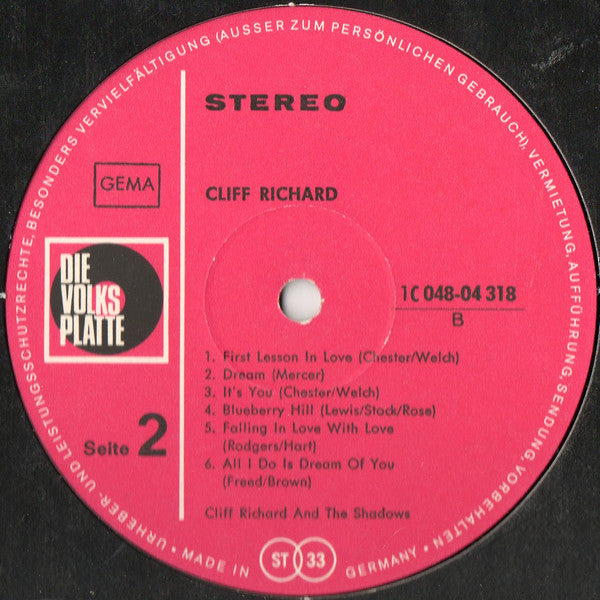 URHEBER- UND LEISTUNGSSCHUTZRECHTE, BESONDERS VERVIELFÄLTIGUNG (AUSSER ZUM PERSÖNLICHEN GEBRAUCH), VERMIETUNG, AUFFÜHRUNG, SENDUNG, VORBEHALTEN •
STEREO
GEMA
CLIFF RICHARD
DIE
VOLKS
PLATTE
1C 048-04 318
B
1. First Lesson In Love (Chester/Welch)
2. Dream (Mercer)
3. It's You (Chester/Welch)
4. Blueberry Hill (Lewis/Stock/Rose)
5. Falling In Love With Love
(Rodgers/Hart)
6. All I Do Is Dream Of You
(Freed/Brown)
Seite 2
Cliff Richard And The Shadows
• MADE IN ST 33 GERMANY •